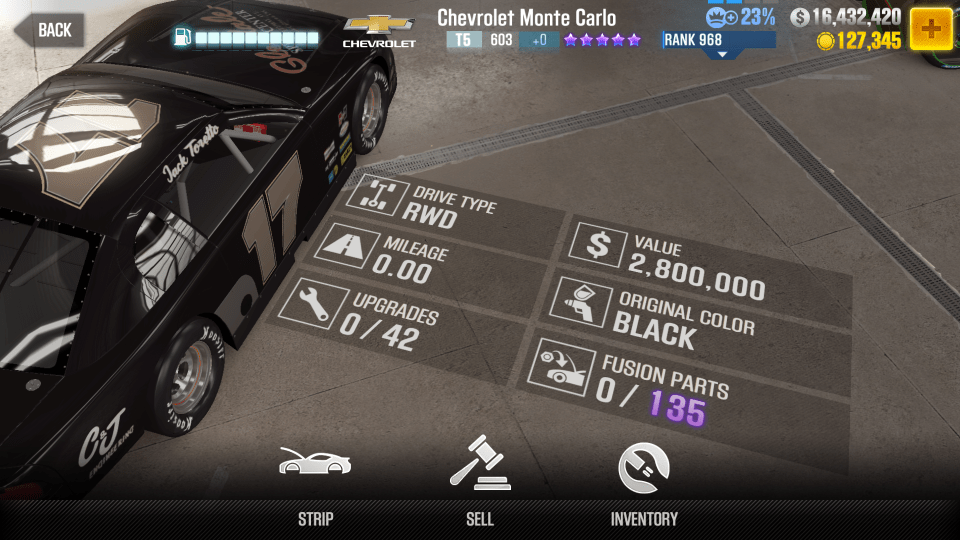 BACK
CHEVROLET
Chevrolet Monte Carlo
T5 603 +0
23%
RANK 968
16,432,420
127,345
Jack Toretto
17
DRIVE TYPE
RWD
MILEAGE
0.00
UPGRADES
0/42
VALUE
2,800,000
ORIGINAL COLOR
BLACK
FUSION PARTS
0/135
C&J
ENGINEERING
STRIP
SELL
INVENTORY